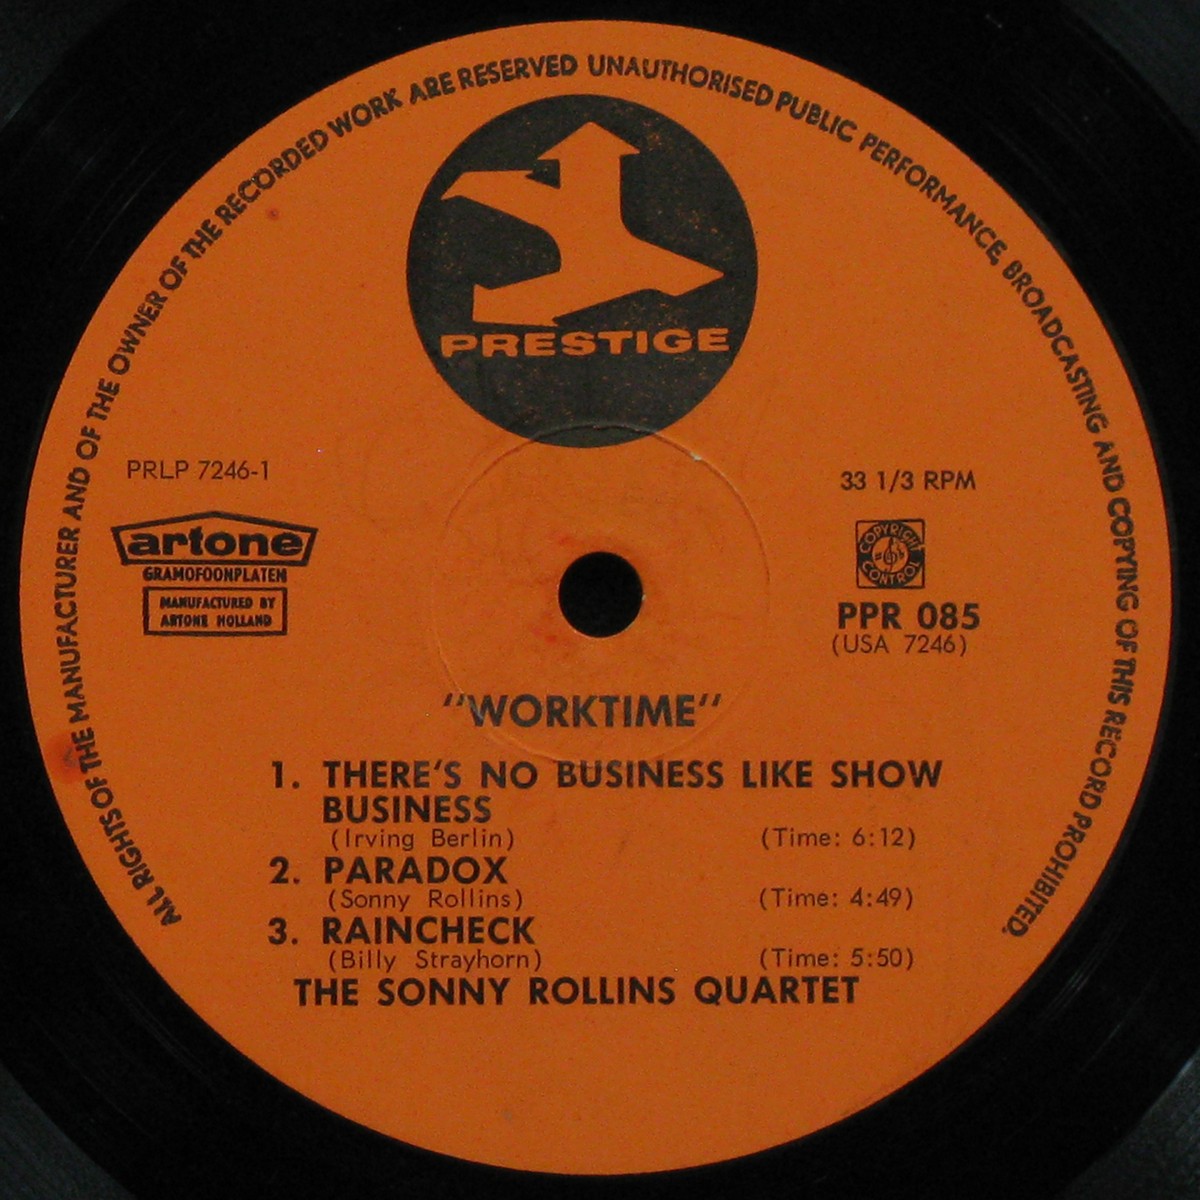 ALL RIGHTS OF THE MANUFACTURER AND OF THE OWNER OF THE RECORDED WORK ARE RESERVED UNAUTHORISED PUBLIC PERFORMANCE, BROADCASTING AND COPYING OF THIS RECORD PROHIBITED.
PRESTIGE
PRLP 7246-1
33 1/3 RPM
artone
GRAMOFOONPLATEN
MANUFACTURED BY
ARTONE HOLLAND
COPYRIGHT
CONTROL
PPR 085
(USA 7246)
"WORKTIME"
1. THERE'S NO BUSINESS LIKE SHOW
BUSINESS
(Irving Berlin) (Time: 6:12)
2. PARADOX
(Sonny Rollins) (Time: 4:49)
3. RAINCHECK
(Billy Strayhorn) (Time: 5:50)
THE SONNY ROLLINS QUARTET